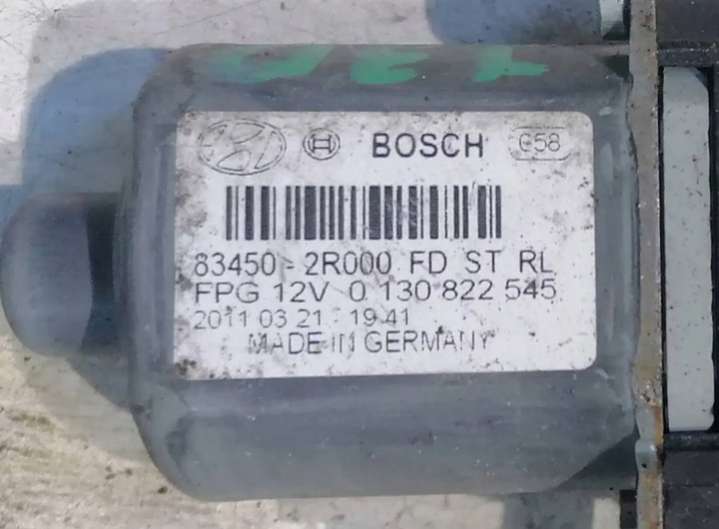 BOSCH G58
83450-2R000 FD ST RL
FPG 12V 0 130 822 545
2011 03 21 19 41
MADE IN GERMANY